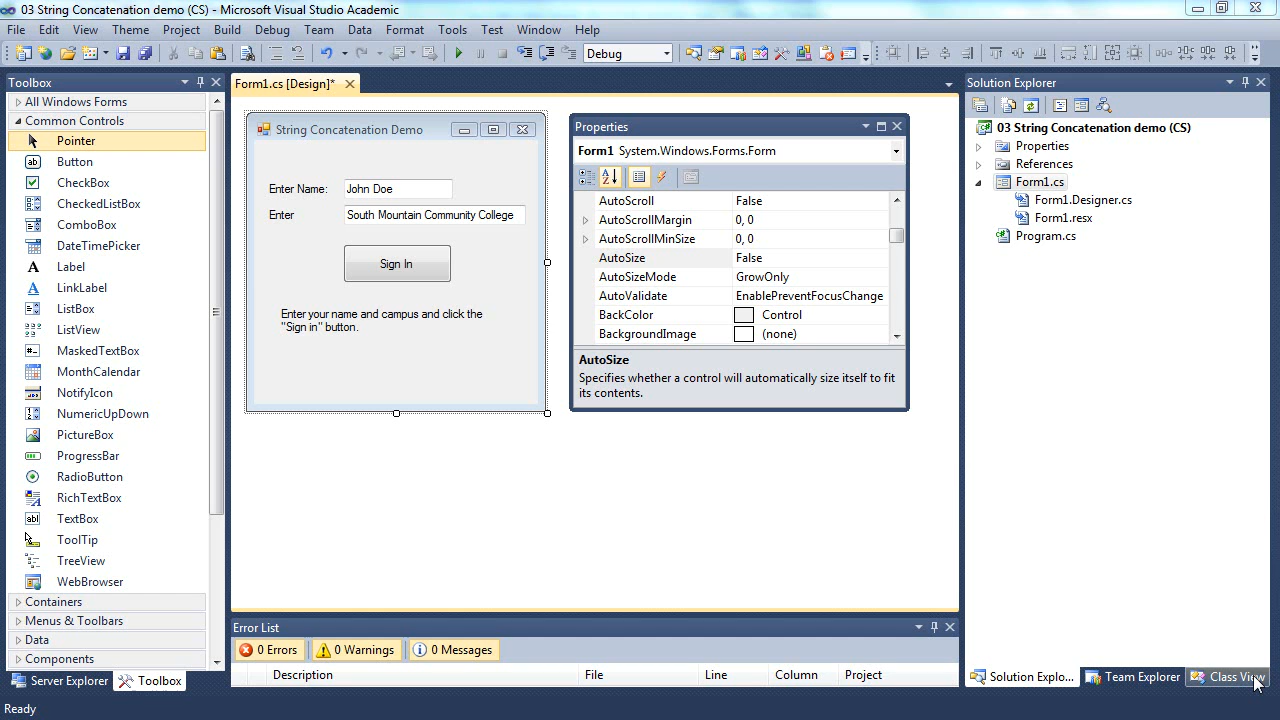 03 String Concatenation demo (CS) - Microsoft Visual Studio Academic
File Edit View Theme Project Build Debug Team Data Format Tools Test Window Help
Debug
Toolbox
All Windows Forms
Common Controls
Pointer
Button
CheckBox
CheckedListBox
ComboBox
DateTimePicker
Label
LinkLabel
ListBox
ListView
MaskedTextBox
MonthCalendar
NotifyIcon
NumericUpDown
PictureBox
ProgressBar
RadioButton
RichTextBox
TextBox
ToolTip
TreeView
WebBrowser
Containers
Menus & Toolbars
Data
Components
Server Explorer Toolbox
Form1.cs [Design]*
String Concatenation Demo
Enter Name: John Doe
Enter South Mountain Community College
Sign In
Enter your name and campus and click the
"Sign in" button.
Properties
Form1 System.Windows.Forms.Form
AutoScroll False
AutoScrollMargin 0, 0
AutoScrollMinSize 0, 0
AutoSize False
AutoSizeMode GrowOnly
AutoValidate EnablePreventFocusChange
BackColor Control
BackgroundImage (none)
AutoSize
Specifies whether a control will automatically size itself to fit
its contents.
Error List
0 Errors 0 Warnings 0 Messages
Description File Line Column Project
Solution Explorer
03 String Concatenation demo (CS)
Properties
References
Form1.cs
Form1.Designer.cs
Form1.resx
Program.cs
Solution Explo... Team Explorer Class View
Ready